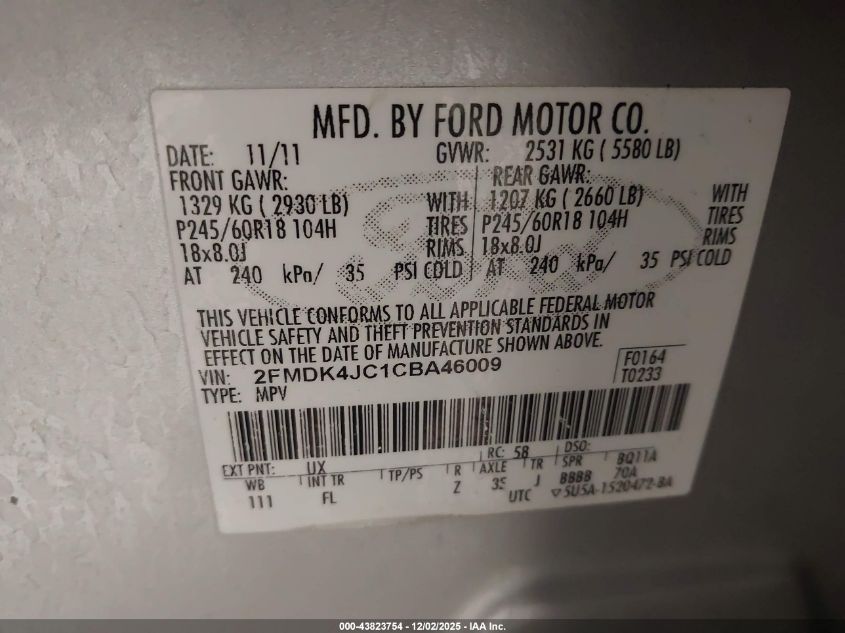 MFD. BY FORD MOTOR CO.
DATE: 11/11 GVWR: 2531 KG ( 5580 LB)
FRONT GAWR: REAR GAWR:
1329 KG ( 2930 LB) WITH 1207 KG ( 2660 LB) WITH
P245/60R18 104H TIRES P245/60R18 104H TIRES
18x8.0J RIMS 18x8.0J RIMS
AT 240 kPa/ 35 PSI COLD AT 240 kPa/ 35 PSI COLD
THIS VEHICLE CONFORMS TO ALL APPLICABLE FEDERAL MOTOR
VEHICLE SAFETY AND THEFT PREVENTION STANDARDS IN
EFFECT ON THE DATE OF MANUFACTURE SHOWN ABOVE.
VIN: 2FMDK4JC1CBA46009 F0164
TYPE: MPV T0233
EXT PNT: UX RC: 58 DSO:
WB INT TR TP/PS R AXLE TR SPR BQ11A
111 FL Z J BBBB 70A
UTC ▽5U5A-1520472-BA
000-43823754 - 12/02/2025 - IAA Inc.